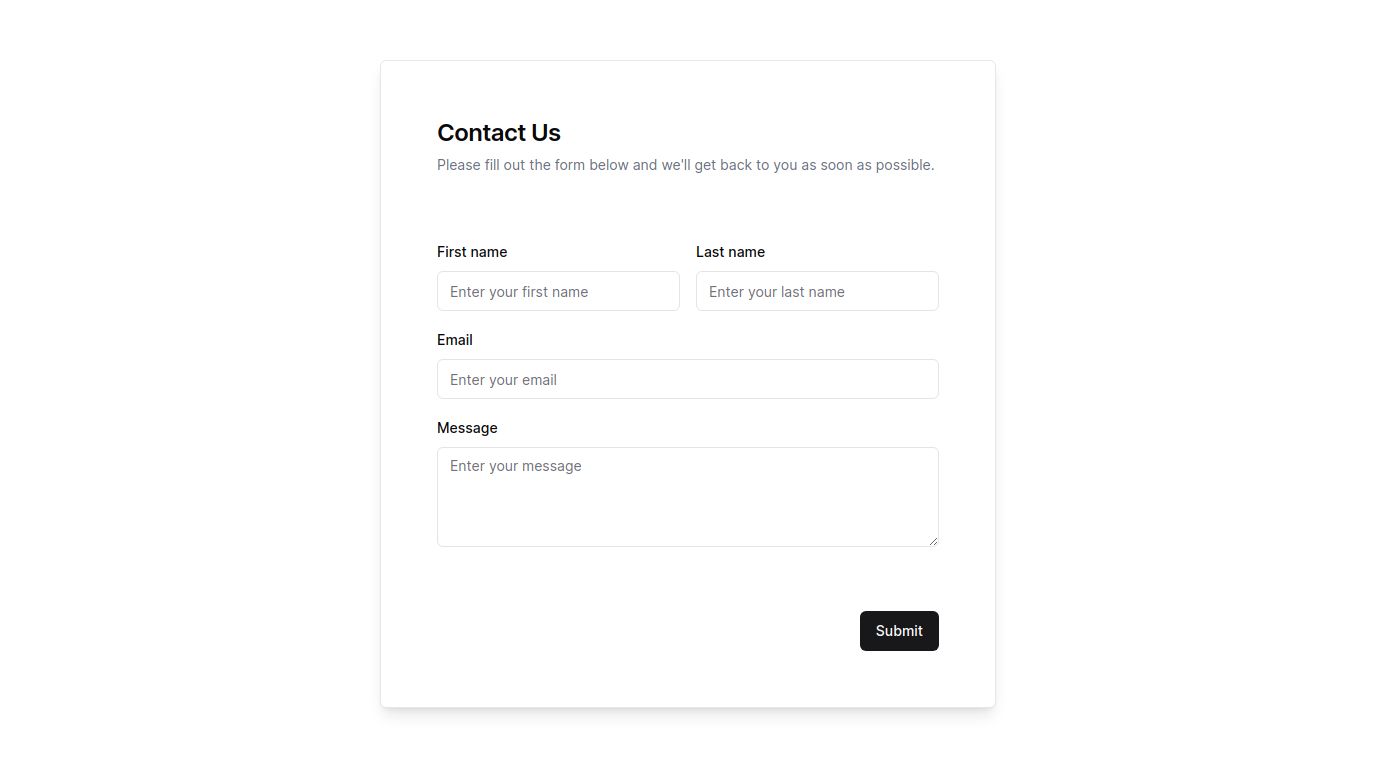 Contact Us
Please fill out the form below and we'll get back to you as soon as possible.
First name
Last name
Enter your first name
Enter your last name
Email
Enter your email
Message
Enter your message
Submit